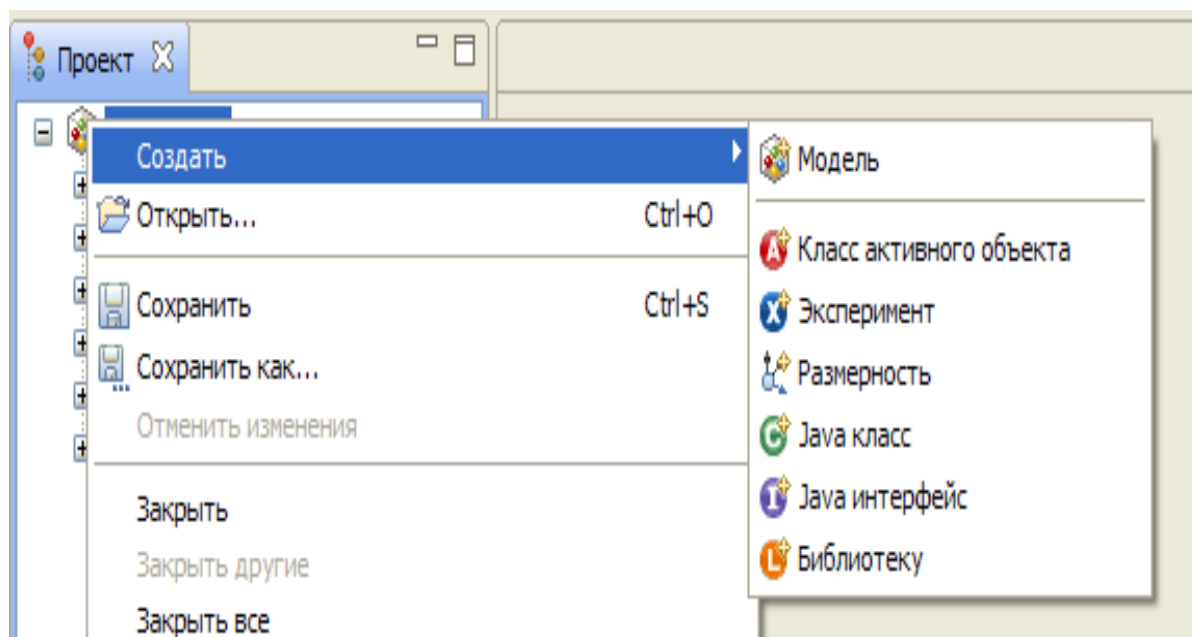 Проект
Создать
Открыть... Ctrl+O
Сохранить Ctrl+S
Сохранить как...
Отменить изменения
Закрыть
Закрыть другие
Закрыть все
Модель
Класс активного объекта
Эксперимент
Размерность
Java класс
Java интерфейс
Библиотеку